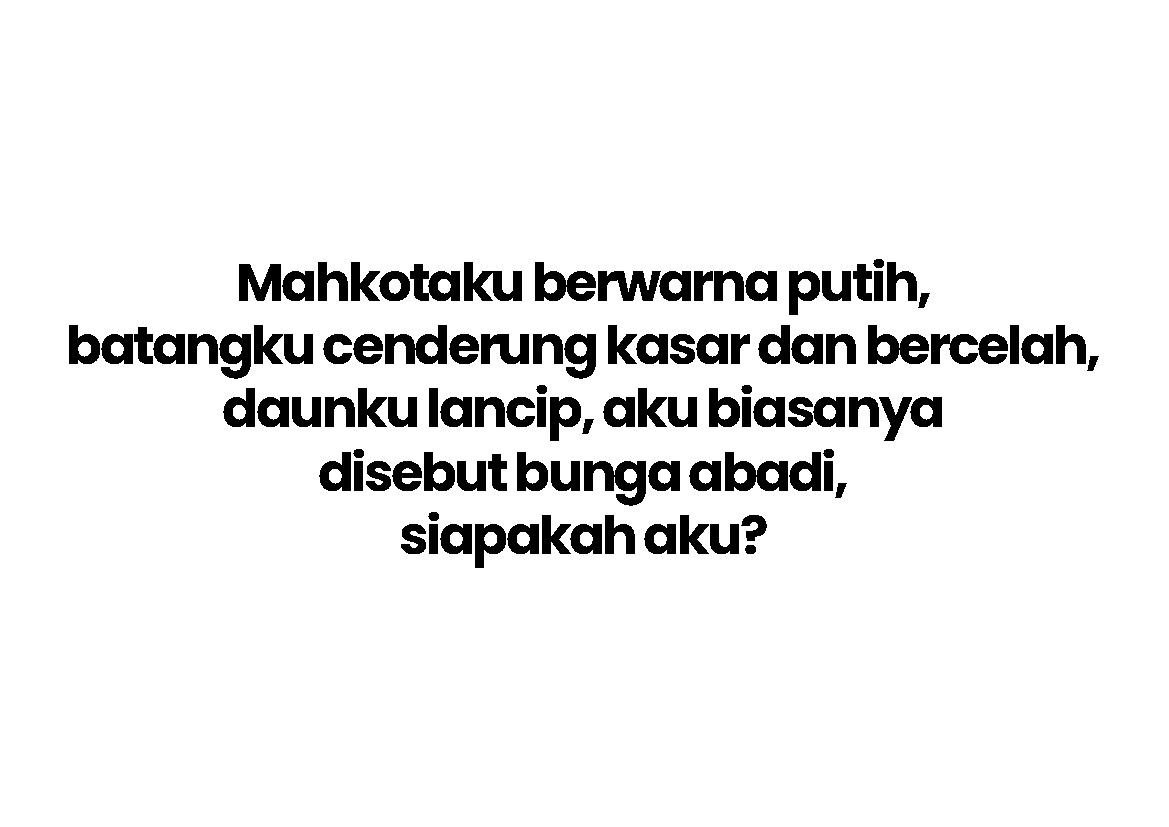 Mahkotaku berwarna putih,
batangku cenderung kasar dan bercelah,
daunku lancip, aku biasanya
disebut bunga abadi,
siapakah aku?